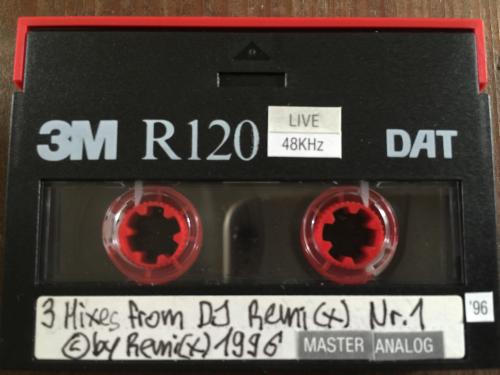 LIVE
3M R120 48KHz DAT
3 Mixes from DJ Remi(x) Nr.1 '96
©by Remi(x) 1996 MASTER ANALOG